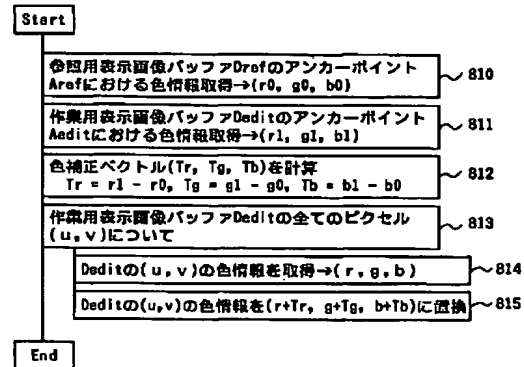 Start
参照用表示画像バッファDrefのアンカーポイント
Arefにおける色情報取得→(r0, g0, b0)
810
作業用表示画像バッファDeditのアンカーポイント
Aeditにおける色情報取得→(r1, g1, b1)
811
色補正ベクトル(Tr, Tg, Tb)を計算
Tr = r1 - r0, Tg = g1 - g0, Tb = b1 - b0
812
作業用表示画像バッファDeditの全てのピクセル
(u,v)について
813
Deditの(u,v)の色情報を取得→(r,g,b)
814
Deditの(u,v)の色情報を(r+Tr, g+Tg, b+Tb)に置換
815
End